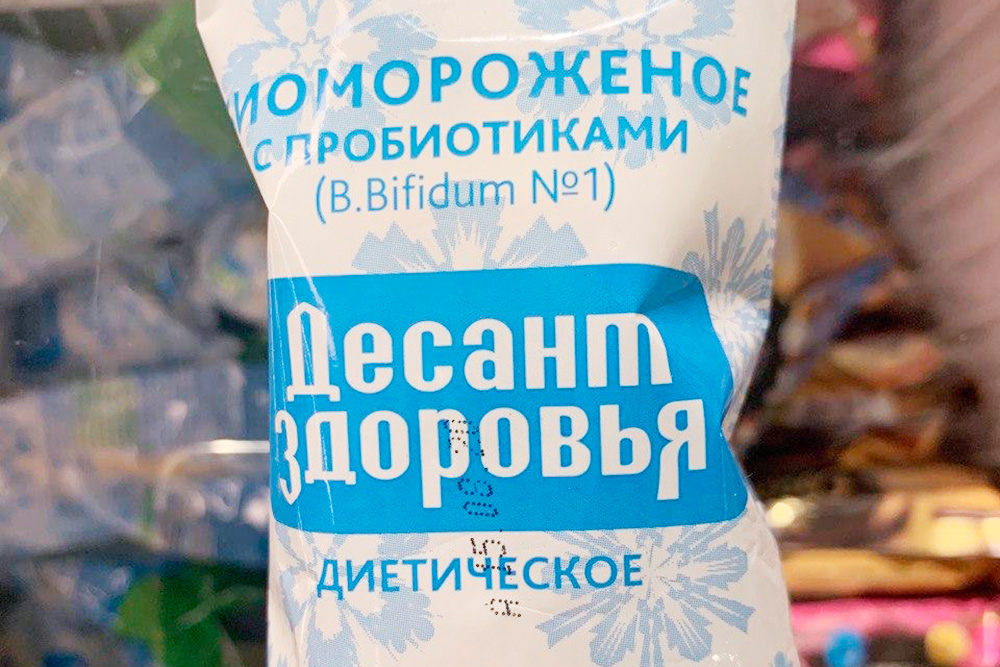 ИОМОРОЖЕНОЕ
С ПРОБИОТИКАМИ
(B.Bifidum №1)
Десант
здоровья
ДИЕТИЧЕСКОЕ